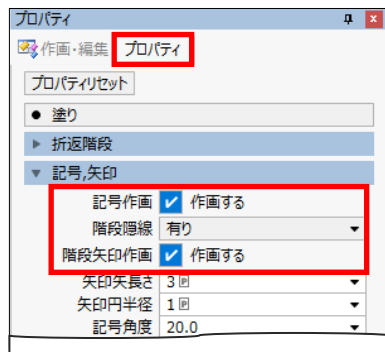 プロパティ
作画・編集 プロパティ
プロパティリセット
● 塗り
▶ 折返階段
▼ 記号,矢印
記号作画 ✔ 作画する
階段隠線 有り
階段矢印作画 ✔ 作画する
矢印矢長さ 3 P
矢印円半径 1 P
記号角度 20.0